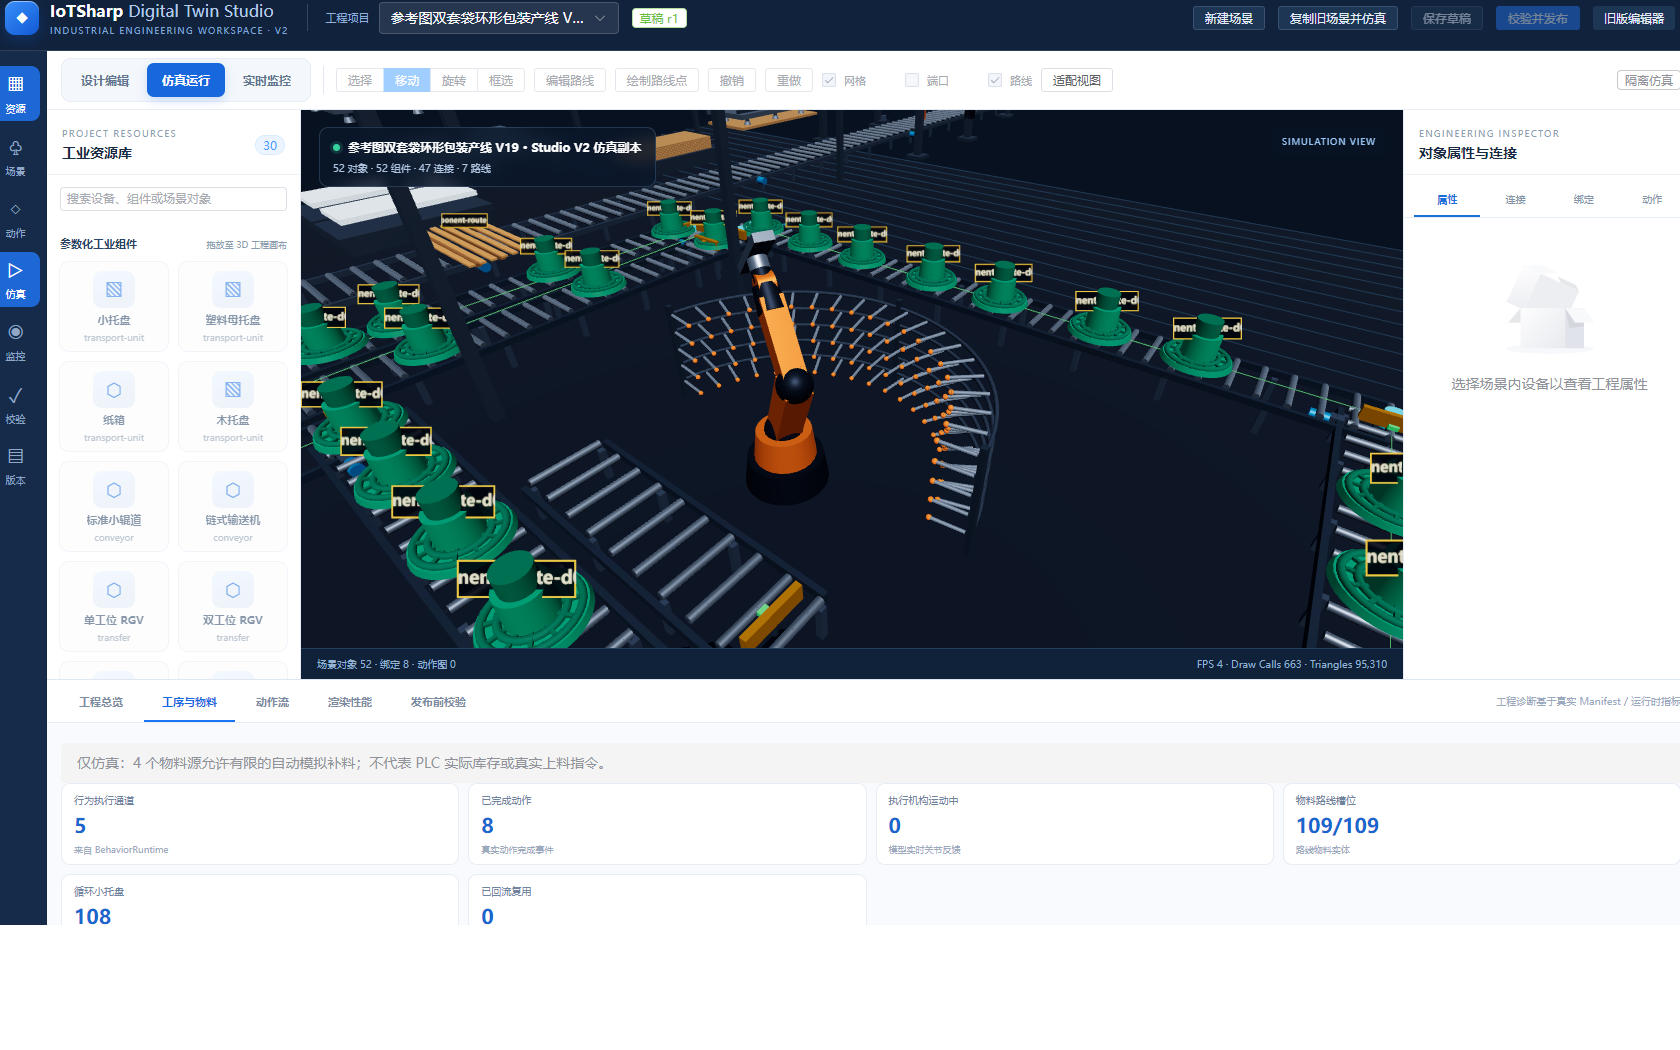 IoTSharp Digital Twin Studio
INDUSTRIAL ENGINEERING WORKSPACE · V2
工程项目
参考图双套袋环形包装产线 V...
草稿 r1
新建场景
复制旧场景并仿真
保存草稿
校验并发布
旧版编辑器
资源
场景
动作
仿真
监控
校验
版本
设计编辑
仿真运行
实时监控
选择
移动
旋转
框选
编辑路线
绘制路线点
撤销
重做
网格
端口
路线
适配视图
隔离仿真
PROJECT RESOURCES
工业资源库
30
搜索设备、组件或场景对象
参数化工业组件
拖放至 3D 工程画布
小托盘
transport-unit
塑料母托盘
transport-unit
纸箱
transport-unit
木托盘
transport-unit
标准小辊道
conveyor
链式输送机
conveyor
单工位 RGV
transfer
双工位 RGV
transfer
参考图双套袋环形包装产线 V19 · Studio V2 仿真副本
52 对象 · 52 组件 · 47 连接 · 7 路线
SIMULATION VIEW
场景对象 52 · 绑定 8 · 动作图 0
FPS 4 · Draw Calls 663 · Triangles 95,310
ENGINEERING INSPECTOR
对象属性与连接
属性
连接
绑定
动作
选择场景内设备以查看工程属性
工程总览
工序与物料
动作流
渲染性能
发布前校验
工程诊断基于真实 Manifest / 运行时指标
仅仿真：4 个物料源允许有限的自动模拟补料；不代表 PLC 实际库存或真实上料指令。
行为执行通道
5
来自 BehaviorRuntime
已完成动作
8
真实动作完成事件
执行机构运动中
0
模型实时关节反馈
物料路线槽位
109/109
路线物料实体
循环小托盘
108
已回流复用
0